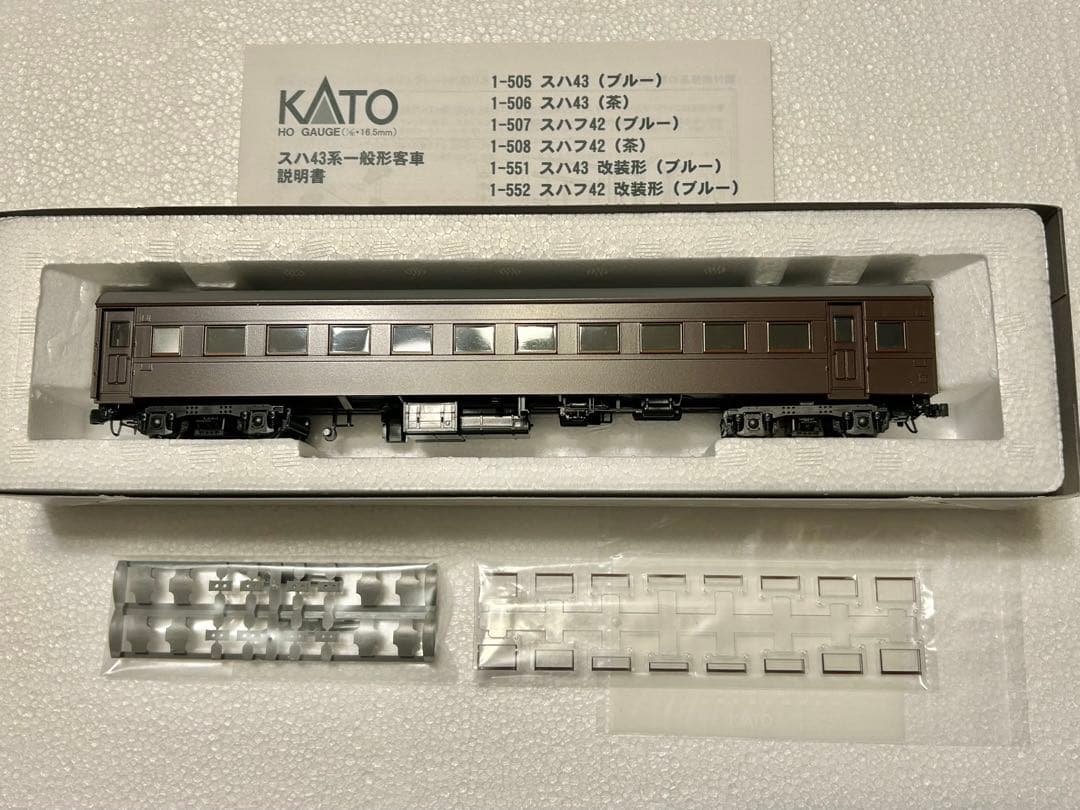 KATO
HO GAUGE(1/80・16.5mm)
スハ43系一般形客車
説明書
1-505 スハ43（ブルー）
1-506 スハ43（茶）
1-507 スハフ42（ブルー）
1-508 スハフ42（茶）
1-551 スハ43 改装形（ブルー）
1-552 スハフ42 改装形（ブルー）
KATO